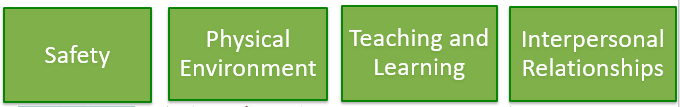 Safety
Physical
Environment
Teaching and
Learning
Interpersonal
Relationships